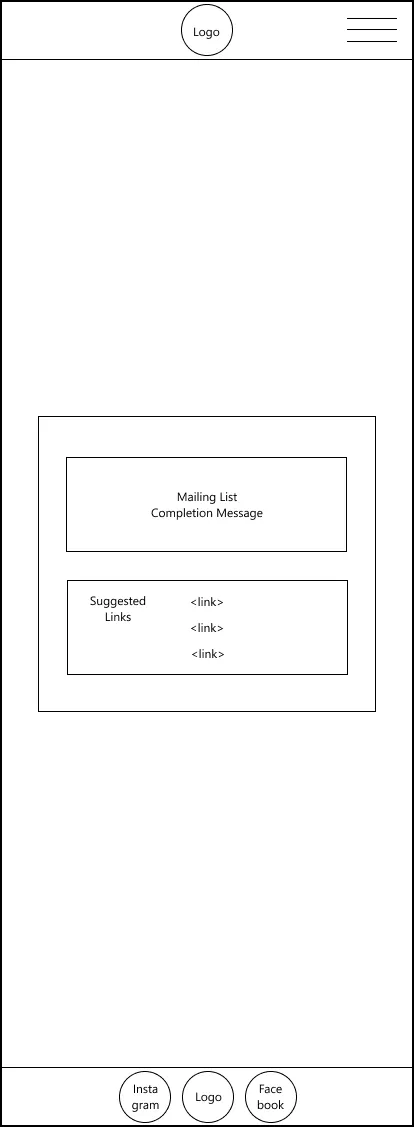 Logo
Mailing List
Completion Message
Suggested
Links
<link>
<link>
<link>
Insta
gram
Logo
Face
book